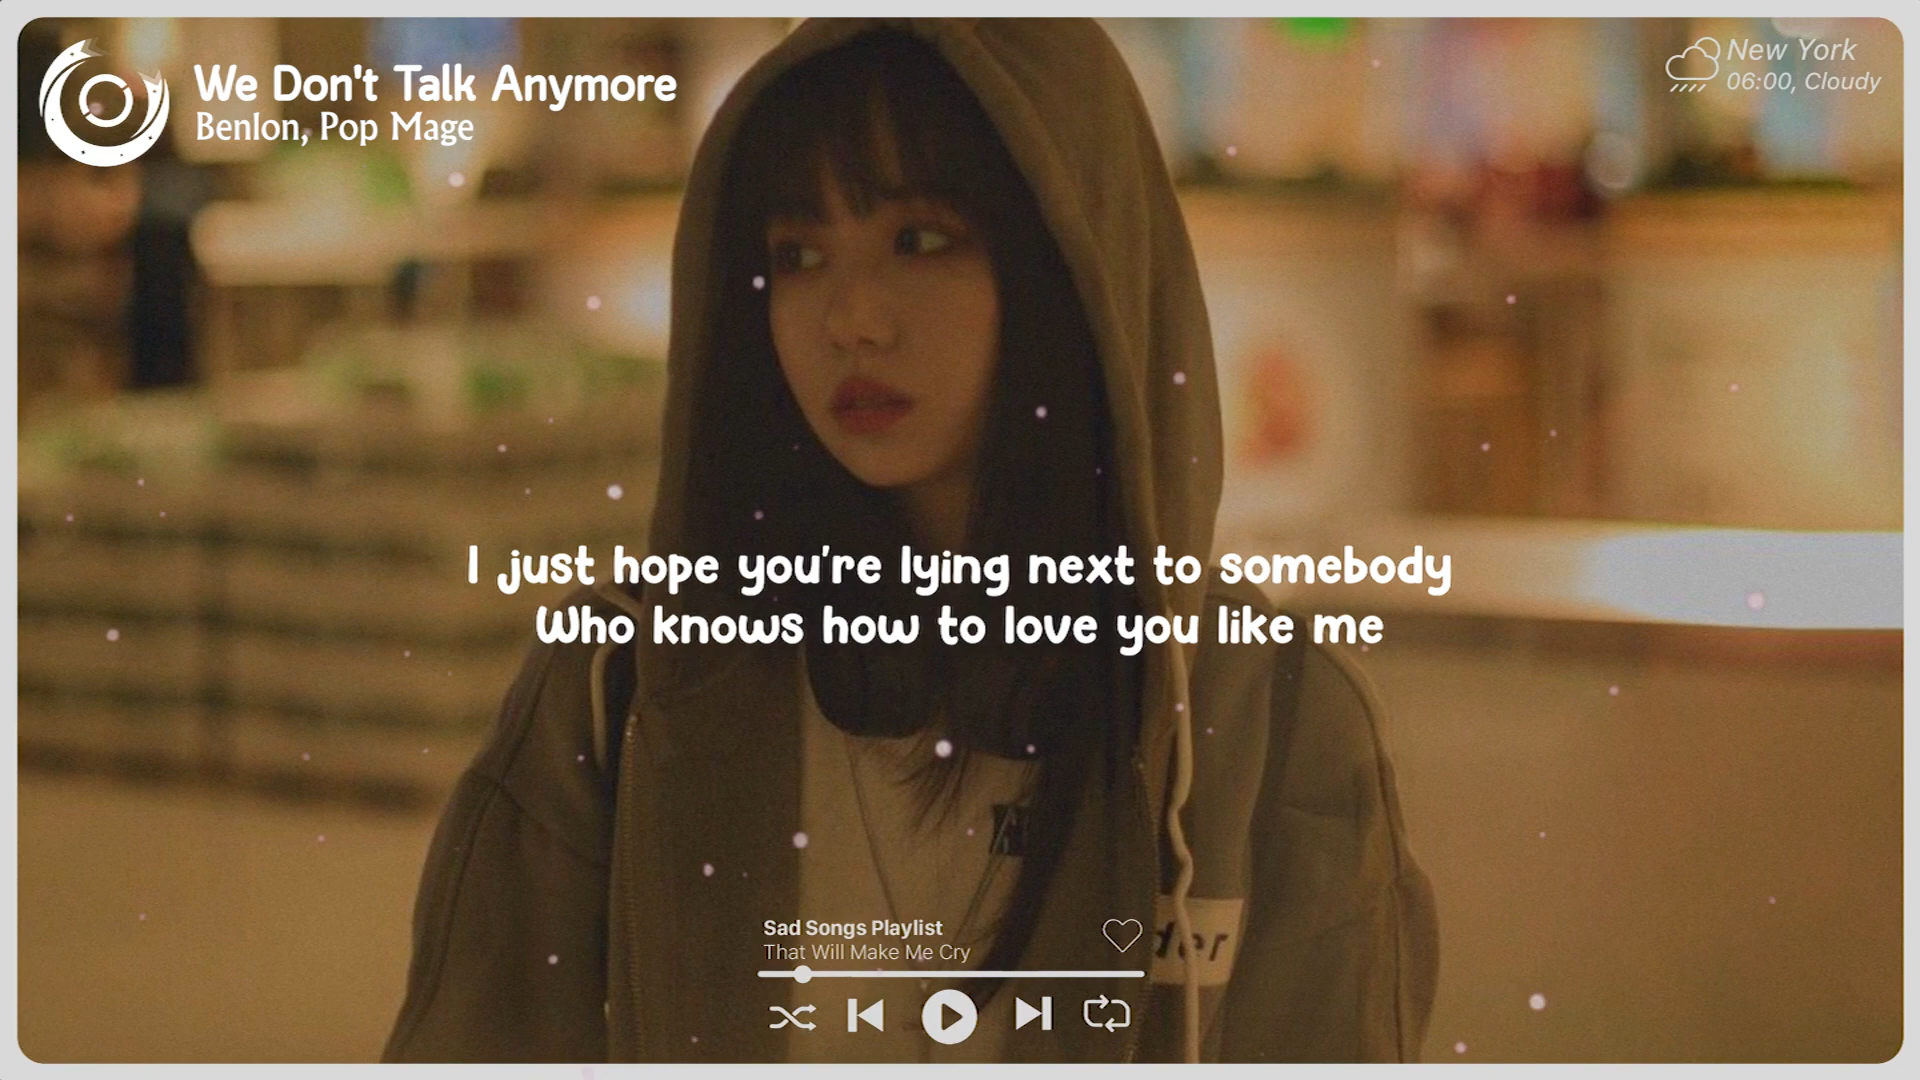 We Don't Talk Anymore
Benlon, Pop Mage
New York
06:00, Cloudy
I just hope you're lying next to somebody
Who knows how to love you like me
Sad Songs Playlist
That Will Make Me Cry
der